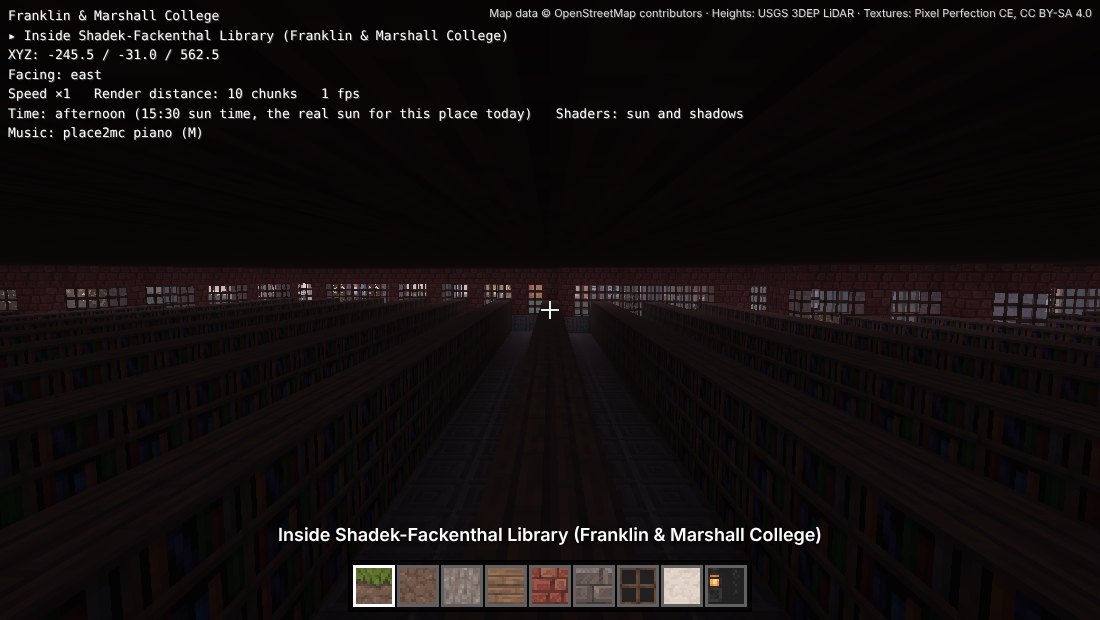 Franklin & Marshall College
Map data © OpenStreetMap contributors · Heights: USGS 3DEP LiDAR · Textures: Pixel Perfection CE, CC BY-SA 4.0
▸ Inside Shadek-Fackenthal Library (Franklin & Marshall College)
XYZ: -245.5 / -31.0 / 562.5
Facing: east
Speed ×1   Render distance: 10 chunks   1 fps
Time: afternoon (15:30 sun time, the real sun for this place today)   Shaders: sun and shadows
Music: place2mc piano (M)
Inside Shadek-Fackenthal Library (Franklin & Marshall College)